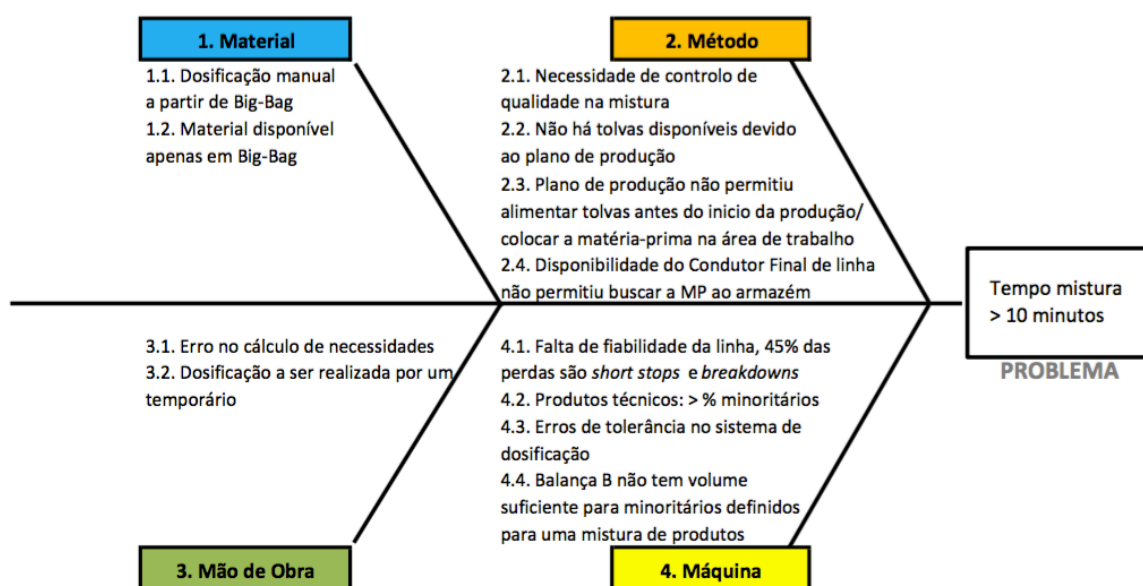 1. Material
1.1. Dosificação manual
a partir de Big-Bag
1.2. Material disponível
apenas em Big-Bag
2. Método
2.1. Necessidade de controlo de
qualidade na mistura
2.2. Não há tolvas disponíveis devido
ao plano de produção
2.3. Plano de produção não permitiu
alimentar tolvas antes do inicio da produção/
colocar a matéria-prima na área de trabalho
2.4. Disponibilidade do Condutor Final de linha
não permitiu buscar a MP ao armazém
Tempo mistura
> 10 minutos
PROBLEMA
3.1. Erro no cálculo de necessidades
3.2. Dosificação a ser realizada por um
temporário
3. Mão de Obra
4.1. Falta de fiabilidade da linha, 45% das
perdas são short stops e breakdowns
4.2. Produtos técnicos: > % minoritários
4.3. Erros de tolerância no sistema de
dosificação
4.4. Balança B não tem volume
suficiente para minoritários definidos
para uma mistura de produtos
4. Máquina